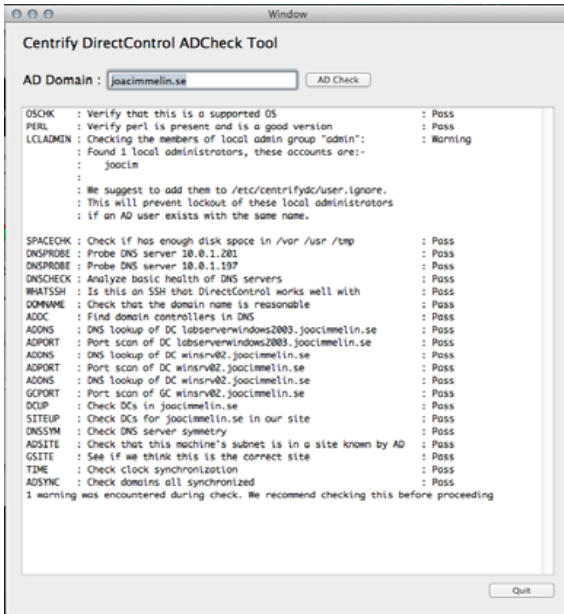 Window
Centrify DirectControl ADCheck Tool
AD Domain : joacimmelin.se AD Check
OSCHK : Verify that this is a supported OS : Pass
PERL : Verify perl is present and is a good version : Pass
LCLADMIN : Checking the members of local admin group "admin": : Warning
: Found 1 local administrators, these accounts are:-
: joacim
:
: We suggest to add them to /etc/centrifydc/user.ignore.
: This will prevent lockout of these local administrators
: if an AD user exists with the same name.
SPACECHK : Check if has enough disk space in /var /usr /tmp : Pass
DNSPROBE : Probe DNS server 10.0.1.201 : Pass
DNSPROBE : Probe DNS server 10.0.1.197 : Pass
DNSCHECK : Analyze basic health of DNS servers : Pass
WHATSSH : Is this an SSH that DirectControl works well with : Pass
DOMNAME : Check that the domain name is reasonable : Pass
ADDC : Find domain controllers in DNS : Pass
ADDNS : DNS lookup of DC labserverwindows2003.joacimmelin.se : Pass
ADPORT : Port scan of DC labserverwindows2003.joacimmelin.se : Pass
ADDNS : DNS lookup of DC winsrv02.joacimmelin.se : Pass
ADPORT : Port scan of DC winsrv02.joacimmelin.se : Pass
ADDNS : DNS lookup of GC winsrv02.joacimmelin.se : Pass
GCPORT : Port scan of GC winsrv02.joacimmelin.se : Pass
DCUP : Check DCs in joacimmelin.se : Pass
SITEUP : Check DCs for joacimmelin.se in our site : Pass
DNSSYM : Check DNS server symmetry : Pass
ADSITE : Check that this machine's subnet is in a site known by AD : Pass
GSITE : See if we think this is the correct site : Pass
TIME : Check clock synchronization : Pass
ADSYNC : Check domains all synchronized : Pass
1 warning was encountered during check. We recommend checking this before proceeding
Quit